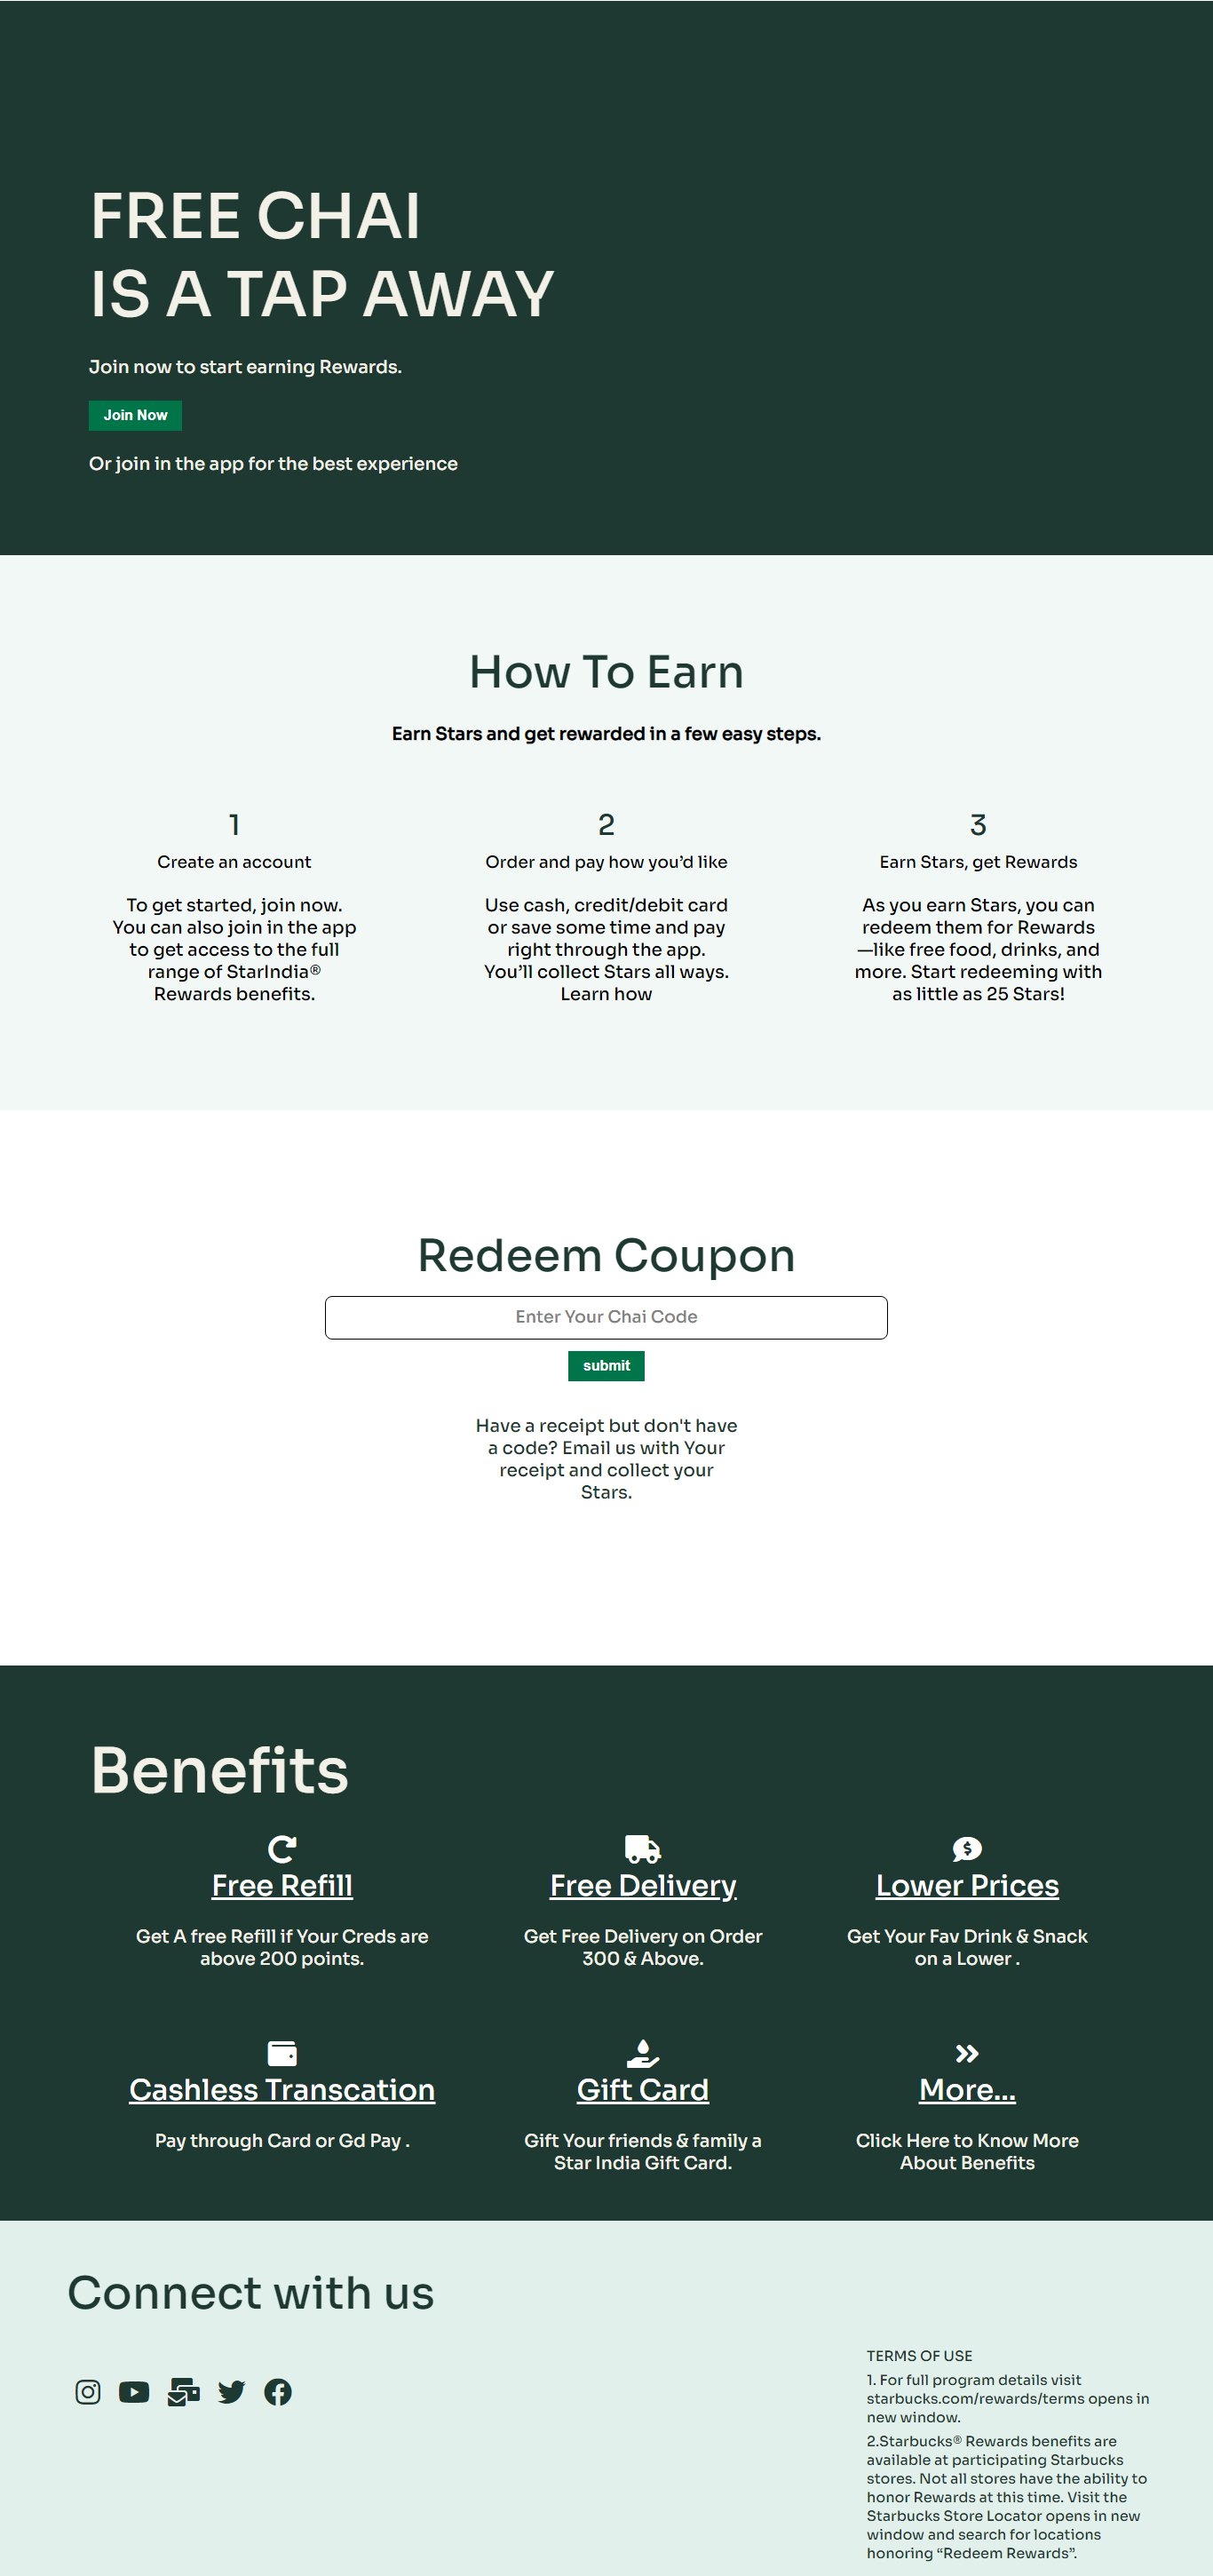 FREE CHAI
IS A TAP AWAY
Join now to start earning Rewards.
Join Now
Or join in the app for the best experience
How To Earn
Earn Stars and get rewarded in a few easy steps.
1
Create an account
To get started, join now.
You can also join in the app
to get access to the full
range of StarIndia®
Rewards benefits.
2
Order and pay how you’d like
Use cash, credit/debit card
or save some time and pay
right through the app.
You’ll collect Stars all ways.
Learn how
3
Earn Stars, get Rewards
As you earn Stars, you can
redeem them for Rewards
—like free food, drinks, and
more. Start redeeming with
as little as 25 Stars!
Redeem Coupon
Enter Your Chai Code
submit
Have a receipt but don't have
a code? Email us with Your
receipt and collect your
Stars.
Benefits
Free Refill
Get A free Refill if Your Creds are
above 200 points.
Free Delivery
Get Free Delivery on Order
300 & Above.
Lower Prices
Get Your Fav Drink & Snack
on a Lower .
Cashless Transcation
Pay through Card or Gd Pay .
Gift Card
Gift Your friends & family a
Star India Gift Card.
More...
Click Here to Know More
About Benefits
Connect with us
TERMS OF USE
1. For full program details visit
starbucks.com/rewards/terms opens in
new window.
2.Starbucks® Rewards benefits are
available at participating Starbucks
stores. Not all stores have the ability to
honor Rewards at this time. Visit the
Starbucks Store Locator opens in new
window and search for locations
honoring “Redeem Rewards”.